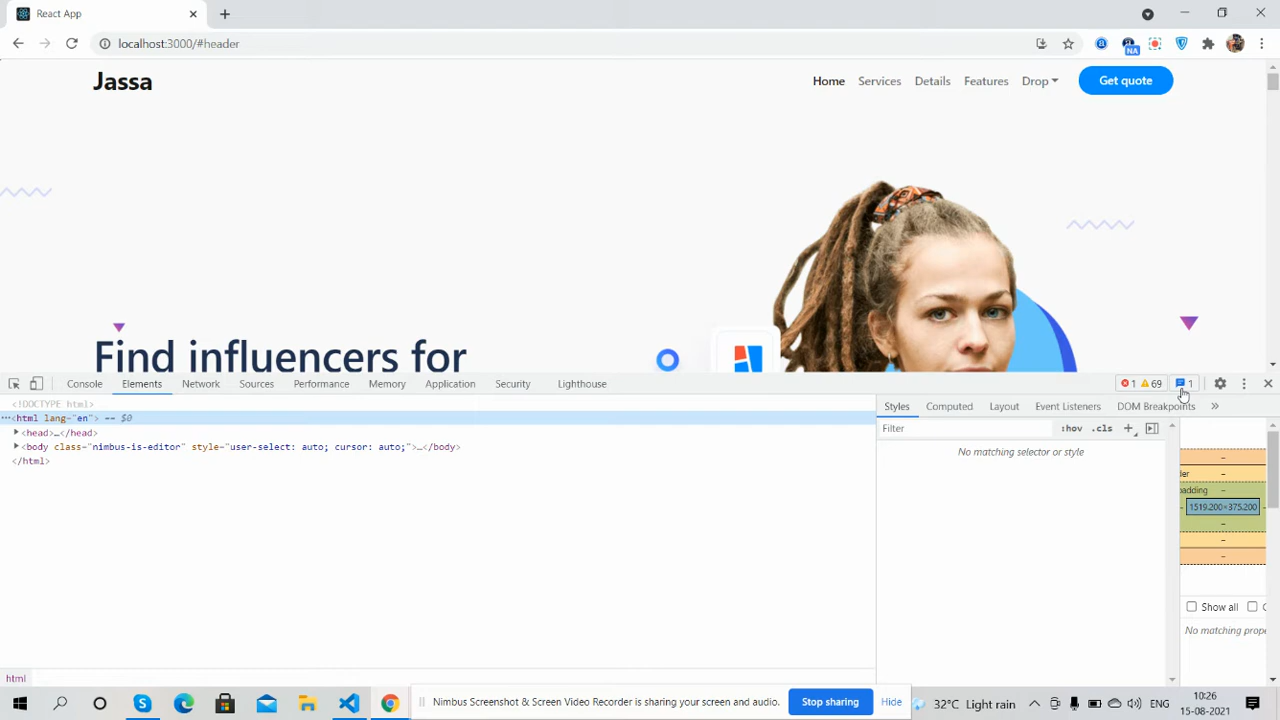 React App
localhost:3000/#header
NA
Jassa
Home Services Details Features Drop Get quote
Find influencers for
Console Elements Network Sources Performance Memory Application Security Lighthouse 1 69 1
<!DOCTYPE html>
···<html lang="en"> == $0
<head>…</head>
<body class="nimbus-is-editor" style="user-select: auto; cursor: auto;">…</body>
</html>
Styles Computed Layout Event Listeners DOM Breakpoints »
Filter :hov .cls +
No matching selector or style
–
der –
padding –
1519.200×375.200 –
–
–
–
Show all
No matching prope
html
Nimbus Screenshot & Screen Video Recorder is sharing your screen and audio. Stop sharing Hide
32°C Light rain ENG 10:26
15-08-2021